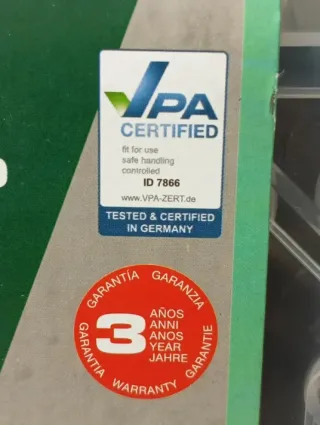 VPA
CERTIFIED
fit for use
safe handling
controlled
ID 7866
www.VPA-ZERT.de
TESTED & CERTIFIED
IN GERMANY
GARANTÍA GARANZIA
3
AÑOS
ANNI
ANOS
YEAR
JAHRE
GARANTIA WARRANTY GARANTIE